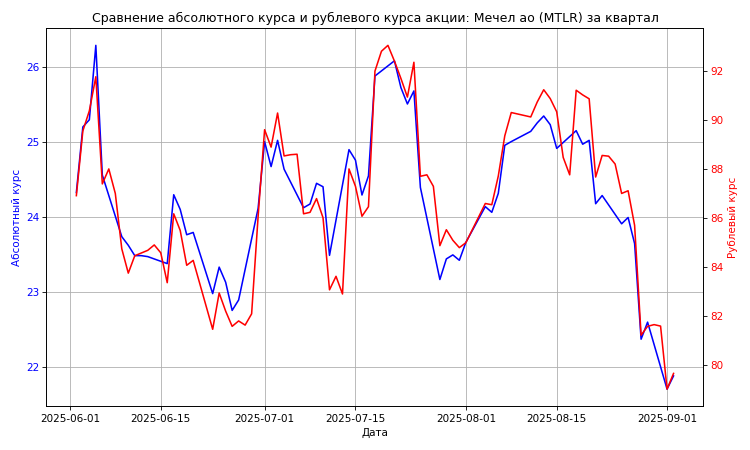 Сравнение абсолютного курса и рублевого курса акции: Мечел ао (MTLR) за квартал
Абсолютный курс
26
25
24
23
22
92
90
88
86
84
82
80
Рублевый курс
2025-06-01 2025-06-15 2025-07-01 2025-07-15 2025-08-01 2025-08-15 2025-09-01
Дата